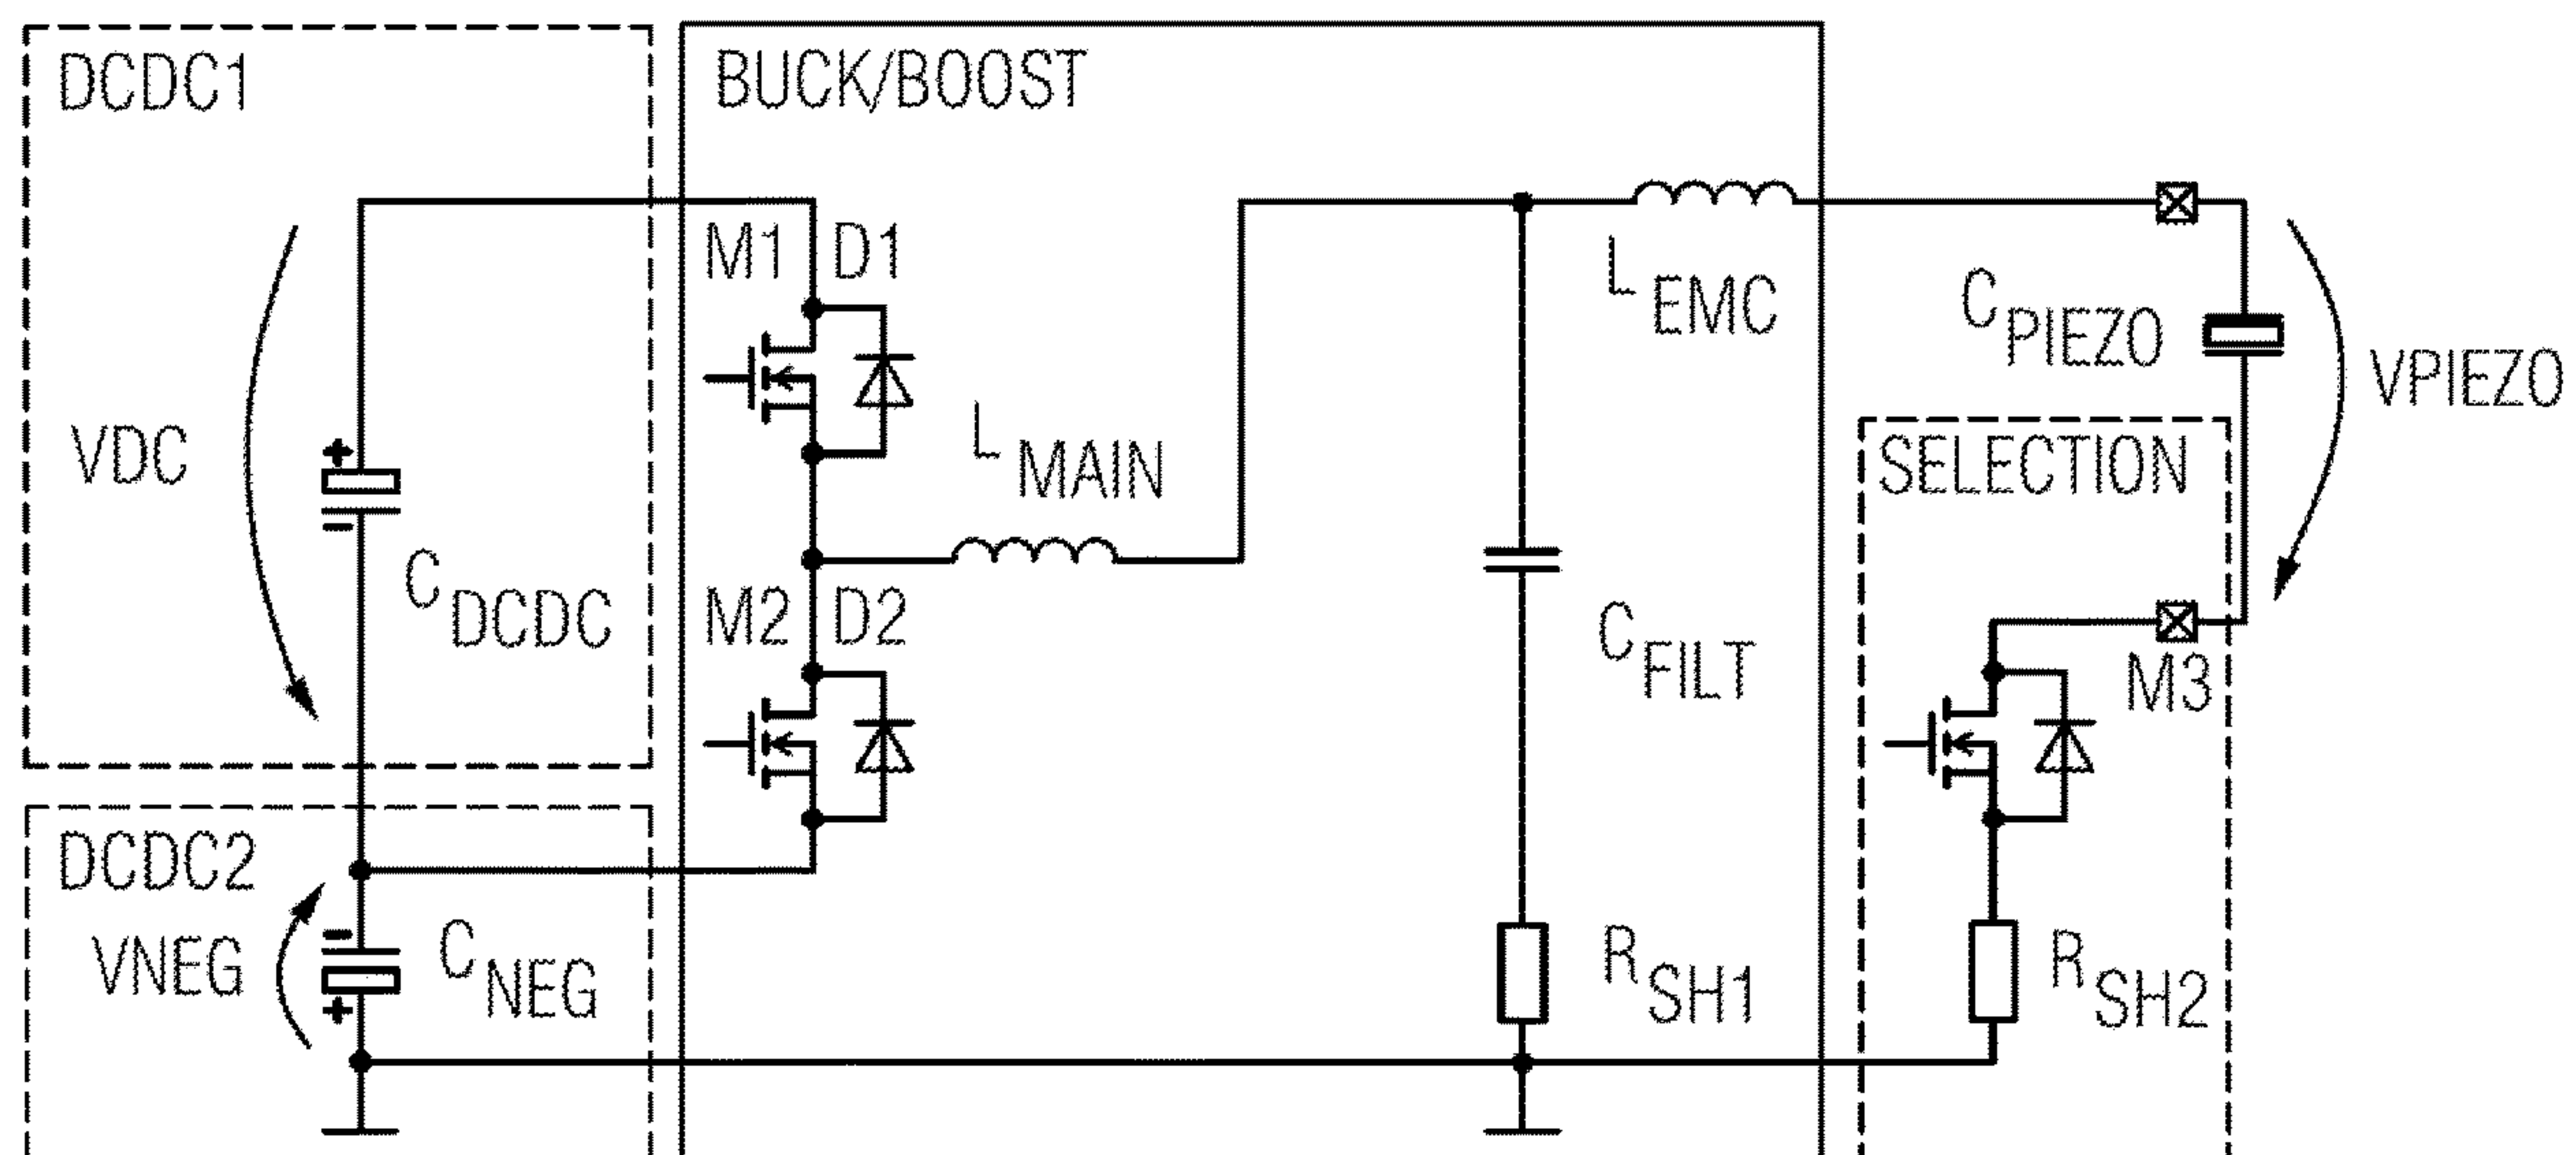 DCDC1
BUCK/BOOST
M1 D1
L EMC
C PIEZO
VPIEZO
VDC
+
-
L MAIN
SELECTION
C DCDC
M2 D2
C FILT
M3
DCDC2
VNEG
-
+
C NEG
R SH1
R SH2